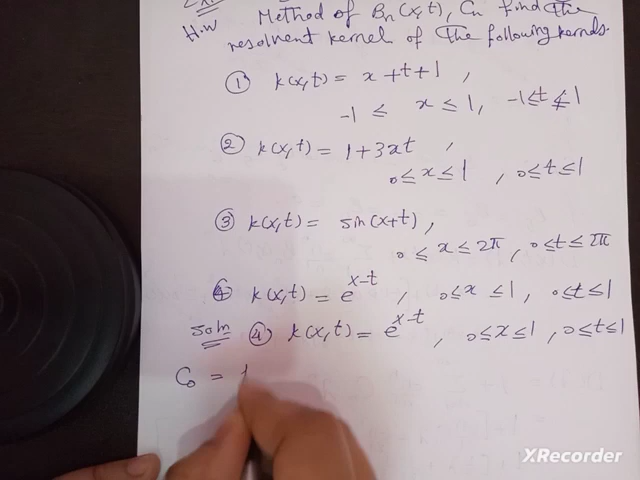 H.W Method of Bn(x,t), Cn find the
resolvent kernel of the following kernels.
① k(x,t) = x+t+1 ,
-1 ≤ x ≤ 1, -1≤t≤1
② k(x,t) = 1+3xt ,
0≤x≤1 , 0≤t≤1
③ k(x,t) = sin(x+t),
0 ≤ x ≤ 2π , 0≤t≤2π
④ k(x,t) = e^{x-t} , 0≤x ≤1, 0≤t≤1
Soln ④ k(x,t) = e^{x-t} , 0≤x≤1 , 0≤t≤1
C₀ = 1
XRecorder